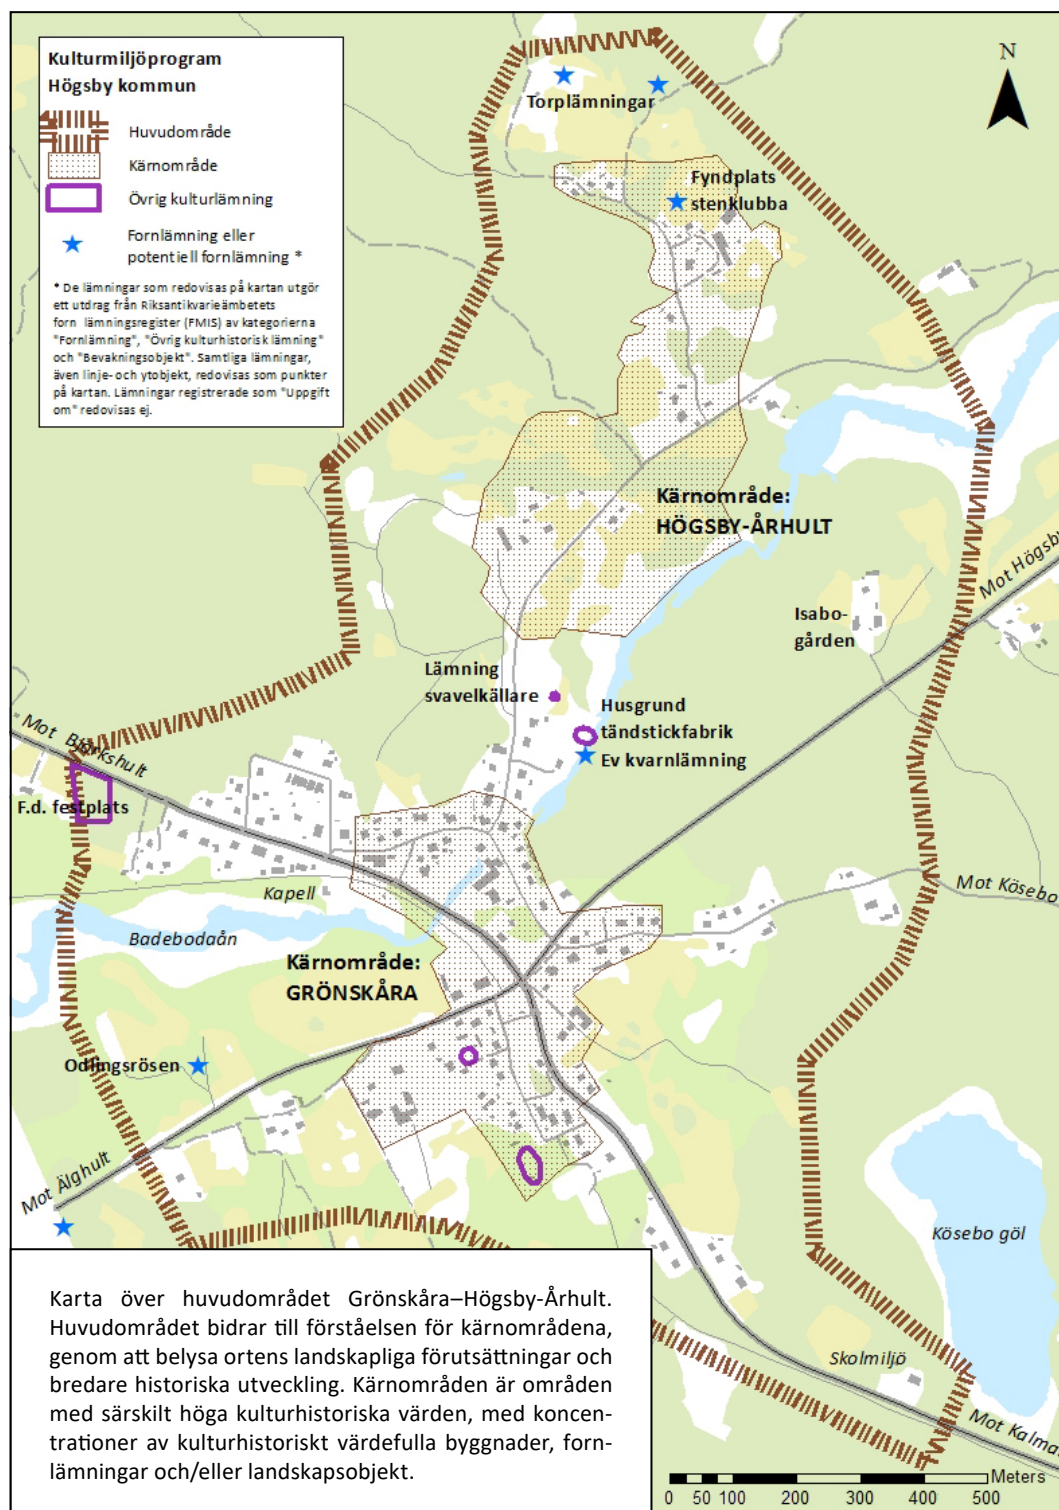 Kulturmiljöprogram
Högsby kommun
Huvudområde
Kärnområde
Övrig kulturlämning
Fornlämning eller
potentiell fornlämning *
* De lämningar som redovisas på kartan utgör
ett utdrag från Riksantikvarieämbetets
forn lämningsregister (FMIS) av kategorierna
"Fornlämning", "Övrig kulturhistorisk lämning"
och "Bevakningsobjekt". Samtliga lämningar,
även linje- och ytobjekt, redovisas som punkter
på kartan. Lämningar registrerade som "Uppgift
om" redovisas ej.
N
Torplämningar
Fyndplats
stenklubba
Kärnområde:
HÖGSBY-ÅRHULT
Mot Högsby
Isabo-
gården
Lämning
svavelkällare
Husgrund
tändstickfabrik
Ev kvarnlämning
Mot Björkshult
F.d. festplats
Kapell
Mot Kösebo
Badebodaån
Kärnområde:
GRÖNSKÅRA
Odlingsrösen
Mot Älghult
Kösebo göl
Skolmiljö
Mot Kalmar
Karta över huvudområdet Grönskåra–Högsby-Århult.
Huvudområdet bidrar till förståelsen för kärnområdena,
genom att belysa ortens landskapliga förutsättningar och
bredare historiska utveckling. Kärnområden är områden
med särskilt höga kulturhistoriska värden, med koncen-
trationer av kulturhistoriskt värdefulla byggnader, forn-
lämningar och/eller landskapsobjekt.
Meters
0 50 100 200 300 400 500